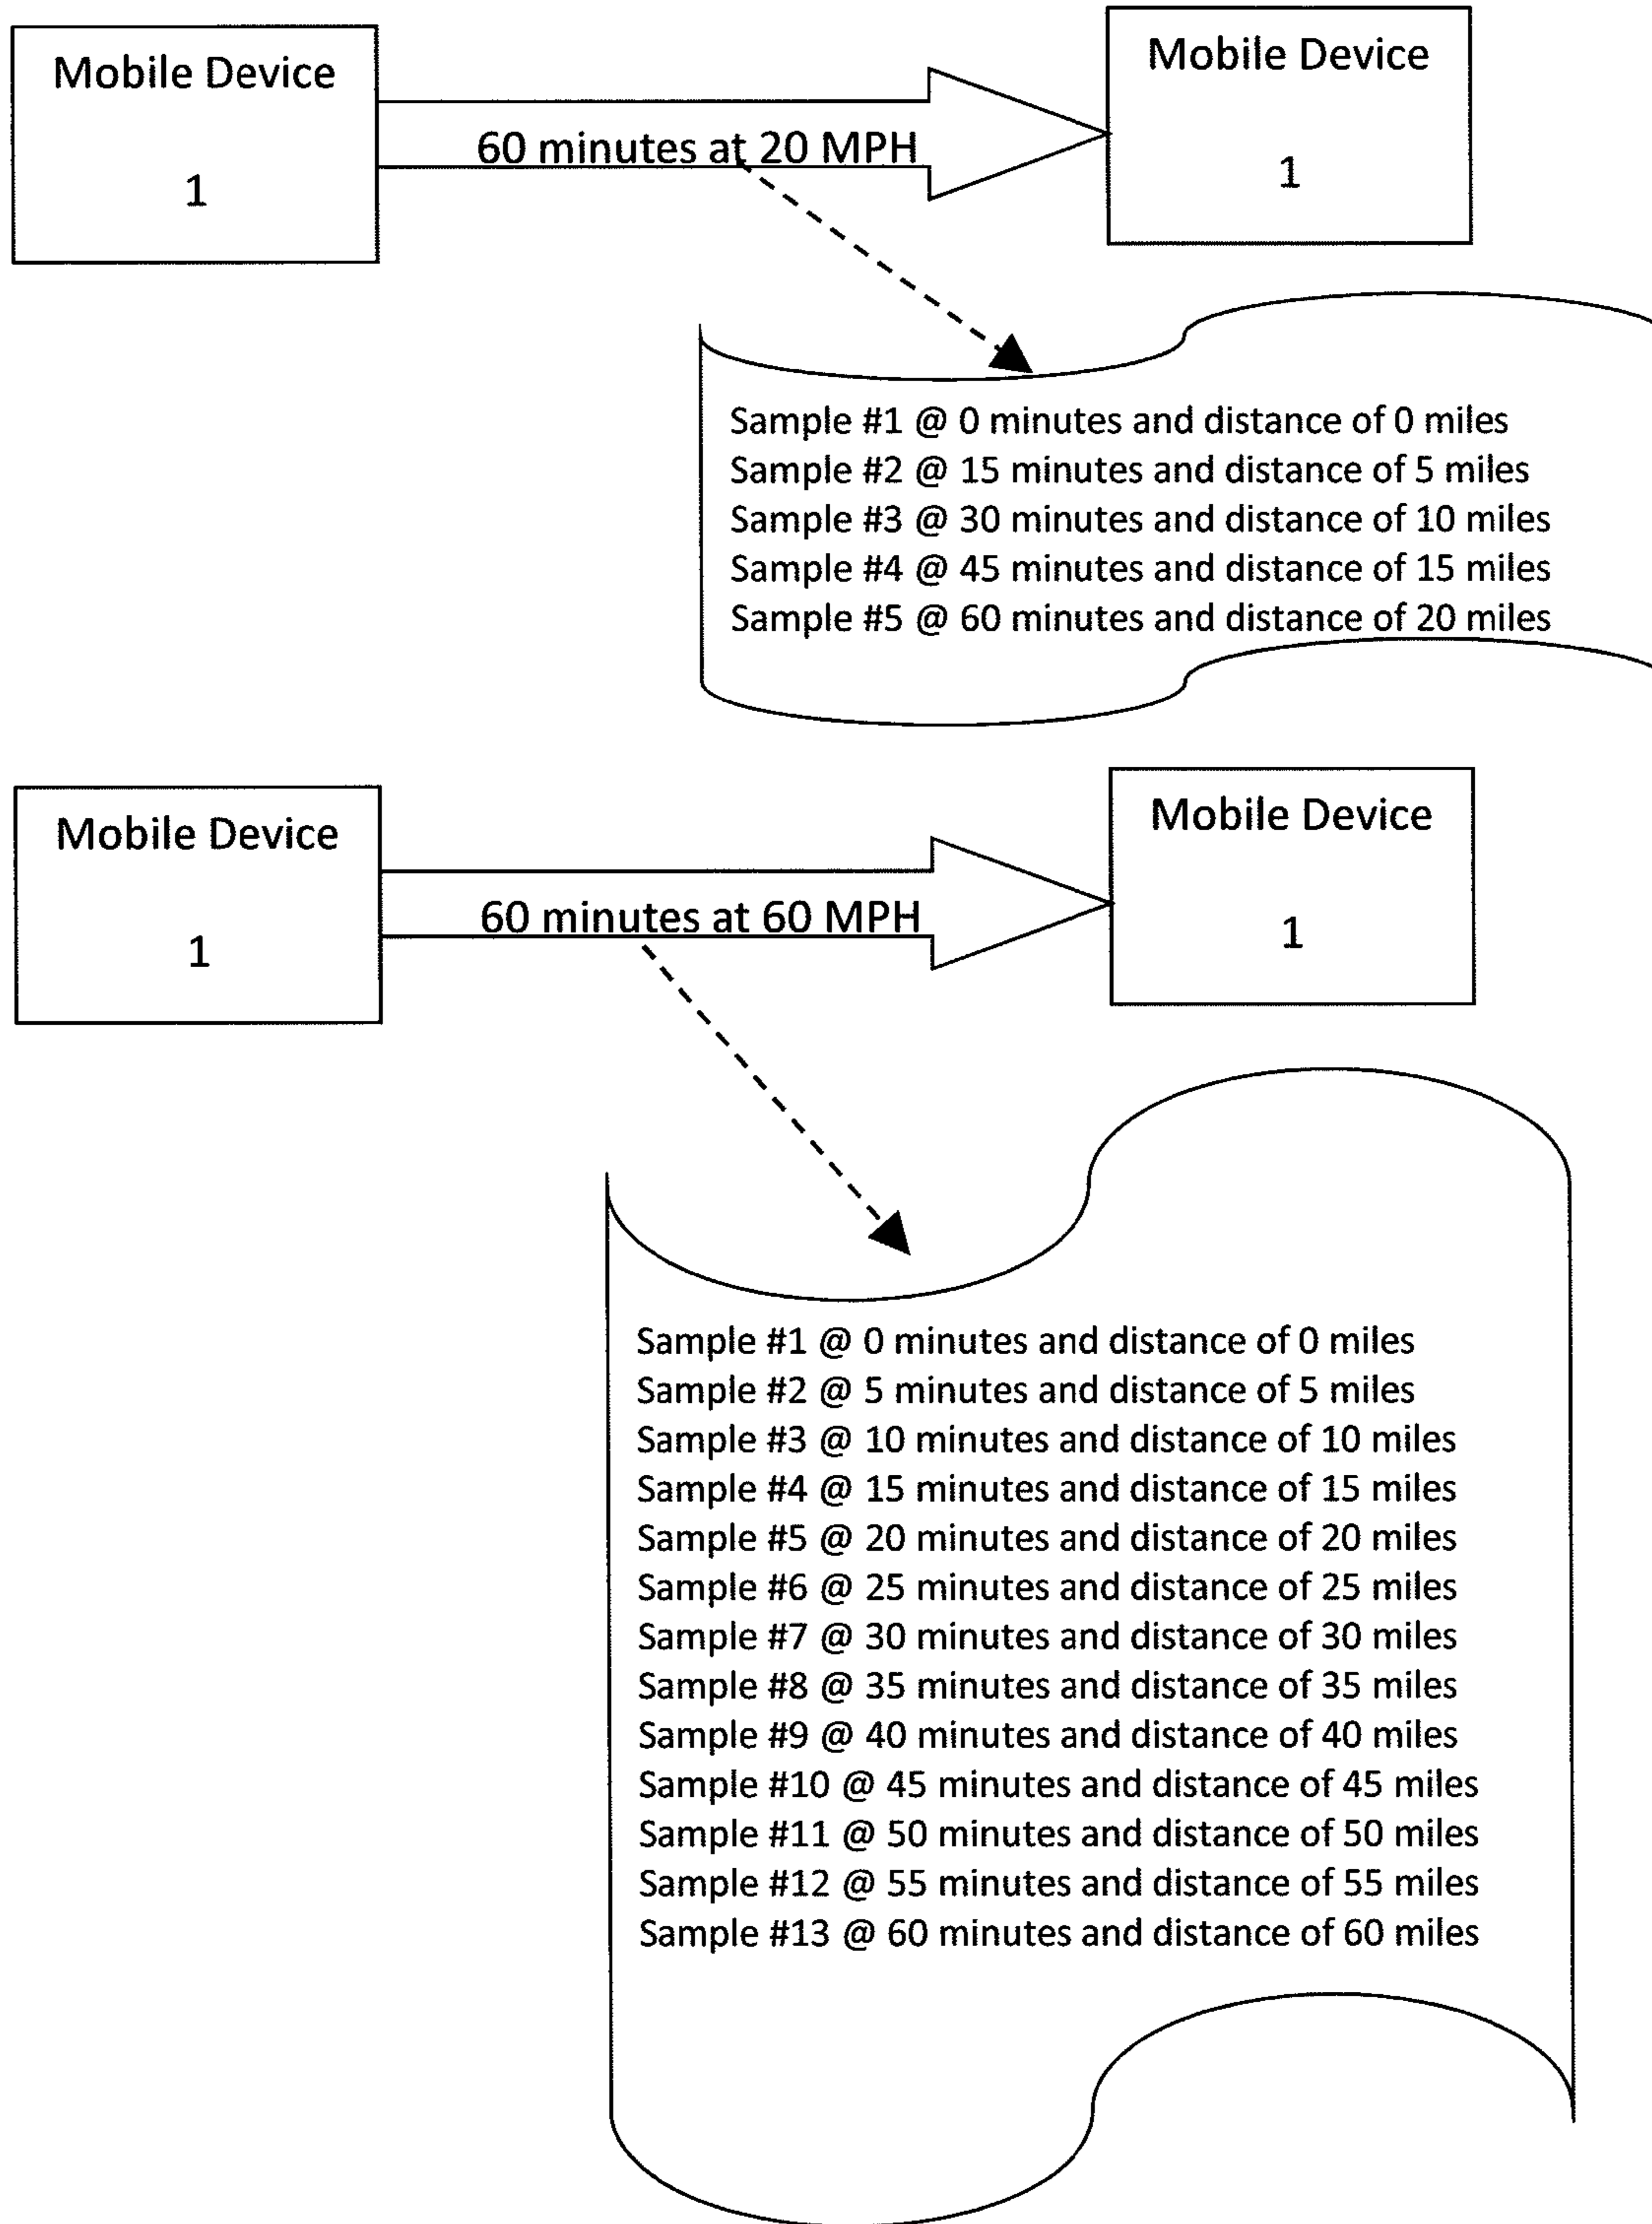 Mobile Device
1
60 minutes at 20 MPH
Mobile Device
1
Sample #1 @ 0 minutes and distance of 0 miles
Sample #2 @ 15 minutes and distance of 5 miles
Sample #3 @ 30 minutes and distance of 10 miles
Sample #4 @ 45 minutes and distance of 15 miles
Sample #5 @ 60 minutes and distance of 20 miles
Mobile Device
1
60 minutes at 60 MPH
Mobile Device
1
Sample #1 @ 0 minutes and distance of 0 miles
Sample #2 @ 5 minutes and distance of 5 miles
Sample #3 @ 10 minutes and distance of 10 miles
Sample #4 @ 15 minutes and distance of 15 miles
Sample #5 @ 20 minutes and distance of 20 miles
Sample #6 @ 25 minutes and distance of 25 miles
Sample #7 @ 30 minutes and distance of 30 miles
Sample #8 @ 35 minutes and distance of 35 miles
Sample #9 @ 40 minutes and distance of 40 miles
Sample #10 @ 45 minutes and distance of 45 miles
Sample #11 @ 50 minutes and distance of 50 miles
Sample #12 @ 55 minutes and distance of 55 miles
Sample #13 @ 60 minutes and distance of 60 miles